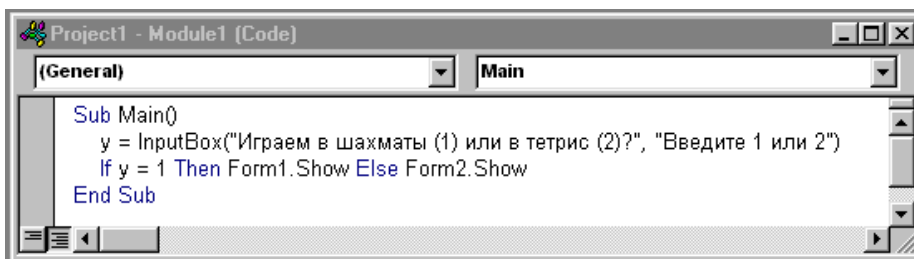 Project1 - Module1 (Code)
(General) Main
Sub Main()
y = InputBox("Играем в шахматы (1) или в тетрис (2)?", "Введите 1 или 2")
If y = 1 Then Form1.Show Else Form2.Show
End Sub